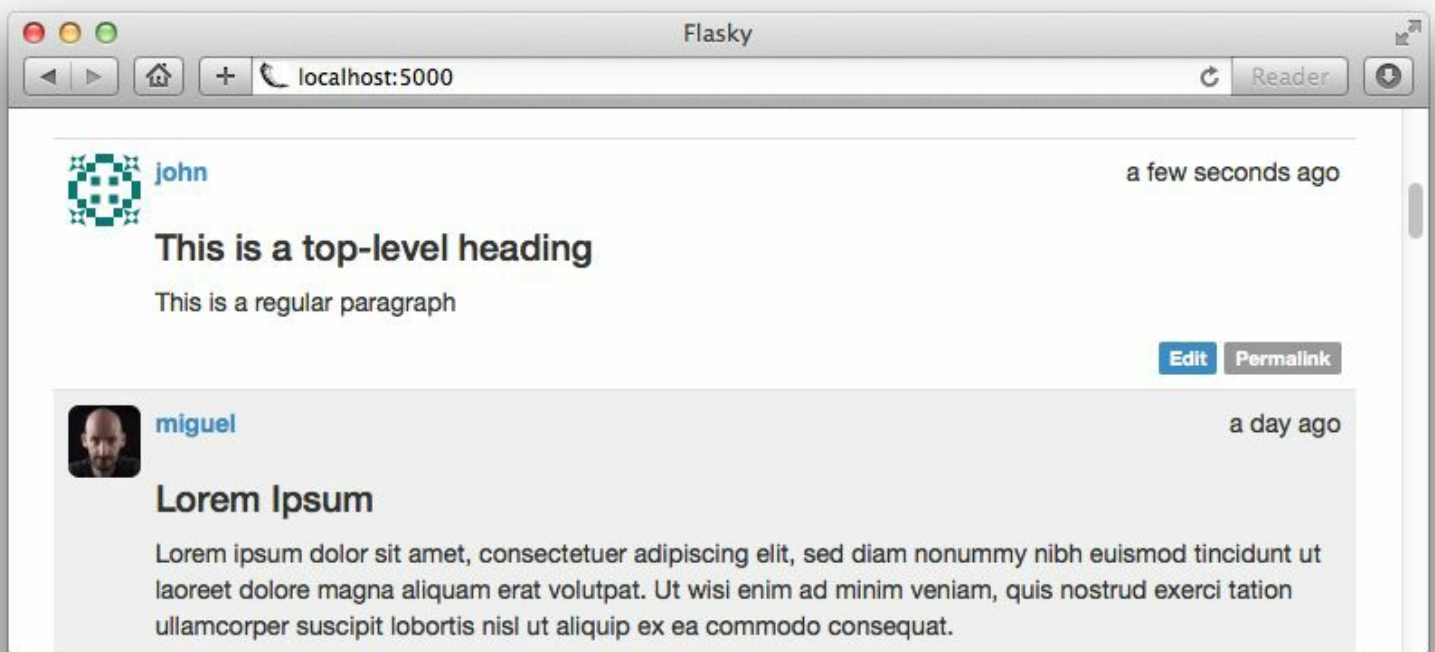 Flasky
localhost:5000
Reader
john
a few seconds ago
This is a top-level heading
This is a regular paragraph
Edit
Permalink
miguel
a day ago
Lorem Ipsum
Lorem ipsum dolor sit amet, consectetuer adipiscing elit, sed diam nonummy nibh euismod tincidunt ut
laoreet dolore magna aliquam erat volutpat. Ut wisi enim ad minim veniam, quis nostrud exerci tation
ullamcorper suscipit lobortis nisl ut aliquip ex ea commodo consequat.